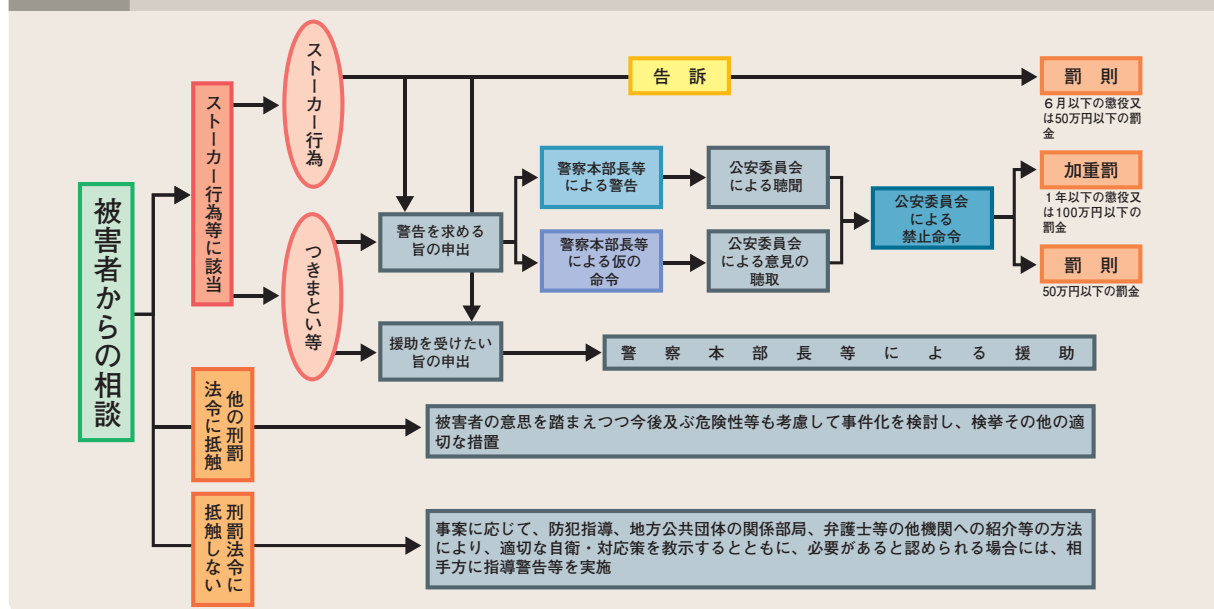 被害者からの相談
ストーカー行為等に該当
ストーカー行為
つきまとい等
告　訴
罰　則
６月以下の懲役又
は50万円以下の罰
金
警告を求める
旨の申出
警察本部長等
による警告
公安委員会
による聴聞
警察本部長等
による仮の
命令
公安委員会
による意見の
聴取
公安委員会
による
禁止命令
加重罰
１年以下の懲役又
は100万円以下の
罰金
罰　則
50万円以下の罰金
援助を受けたい
旨の申出
警察本部長等による援助
他の刑罰
法令に抵触
被害者の意思を踏まえつつ今後及ぶ危険性等も考慮して事件化を検討し、検挙その他の適
切な措置
刑罰法令に
抵触しない
事案に応じて、防犯指導、地方公共団体の関係部局、弁護士等の他機関への紹介等の方法
により、適切な自衛・対応策を教示するとともに、必要があると認められる場合には、相
手方に指導警告等を実施